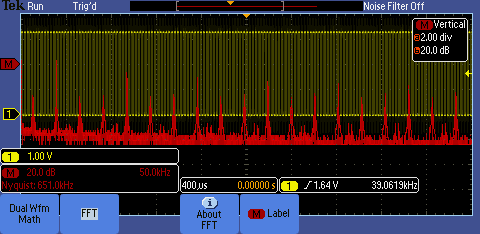 Tek Run Trig'd Noise Filter Off
M Vertical
2.00 div
20.0 dB
M
1
1 1.00 V
M 20.0 dB 50.0kHz
Nyquist: 651.0kHz
400μs 0.00000 s 1 1.64 V 39.0619kHz
Dual Wfm
Math
FFT
i
About
FFT
M Label